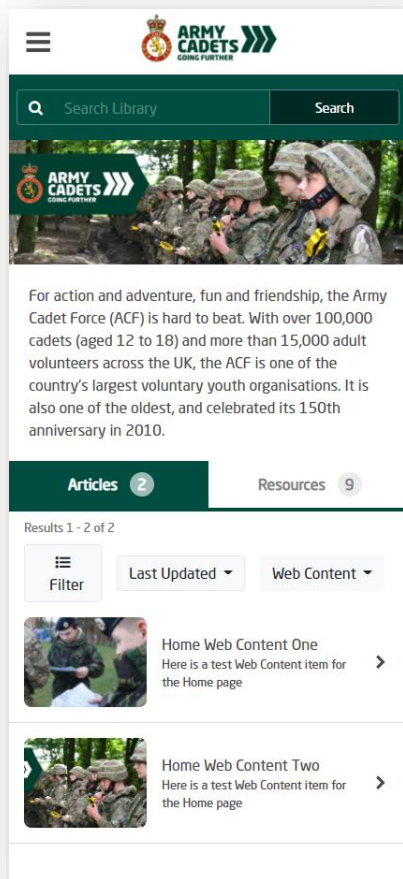 ARMY
CADETS
GOING FURTHER
Search Library
Search
ARMY
CADETS
GOING FURTHER
For action and adventure, fun and friendship, the Army
Cadet Force (ACF) is hard to beat. With over 100,000
cadets (aged 12 to 18) and more than 15,000 adult
volunteers across the UK, the ACF is one of the
country's largest voluntary youth organisations. It is
also one of the oldest, and celebrated its 150th
anniversary in 2010.
Articles 2
Resources 9
Results 1 - 2 of 2
Filter
Last Updated
Web Content
Home Web Content One
Here is a test Web Content item for
the Home page
Home Web Content Two
Here is a test Web Content item for
the Home page